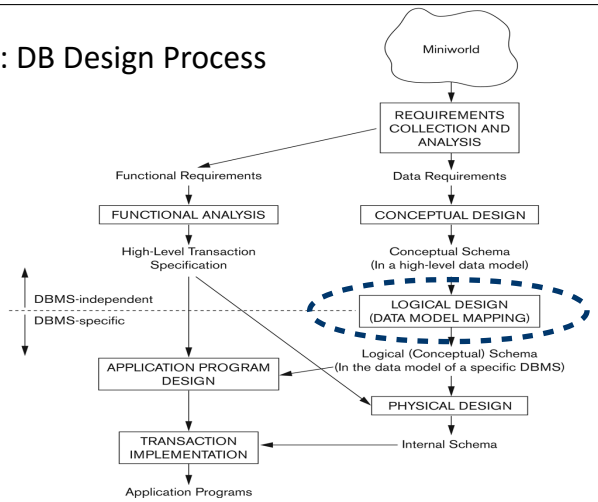 : DB Design Process
Miniworld
REQUIREMENTS
COLLECTION AND
ANALYSIS
Functional Requirements
Data Requirements
FUNCTIONAL ANALYSIS
CONCEPTUAL DESIGN
High-Level Transaction
Specification
Conceptual Schema
(In a high-level data model)
DBMS-independent
DBMS-specific
LOGICAL DESIGN
(DATA MODEL MAPPING)
Logical (Conceptual) Schema
(In the data model of a specific DBMS)
APPLICATION PROGRAM
DESIGN
PHYSICAL DESIGN
Internal Schema
TRANSACTION
IMPLEMENTATION
Application Programs